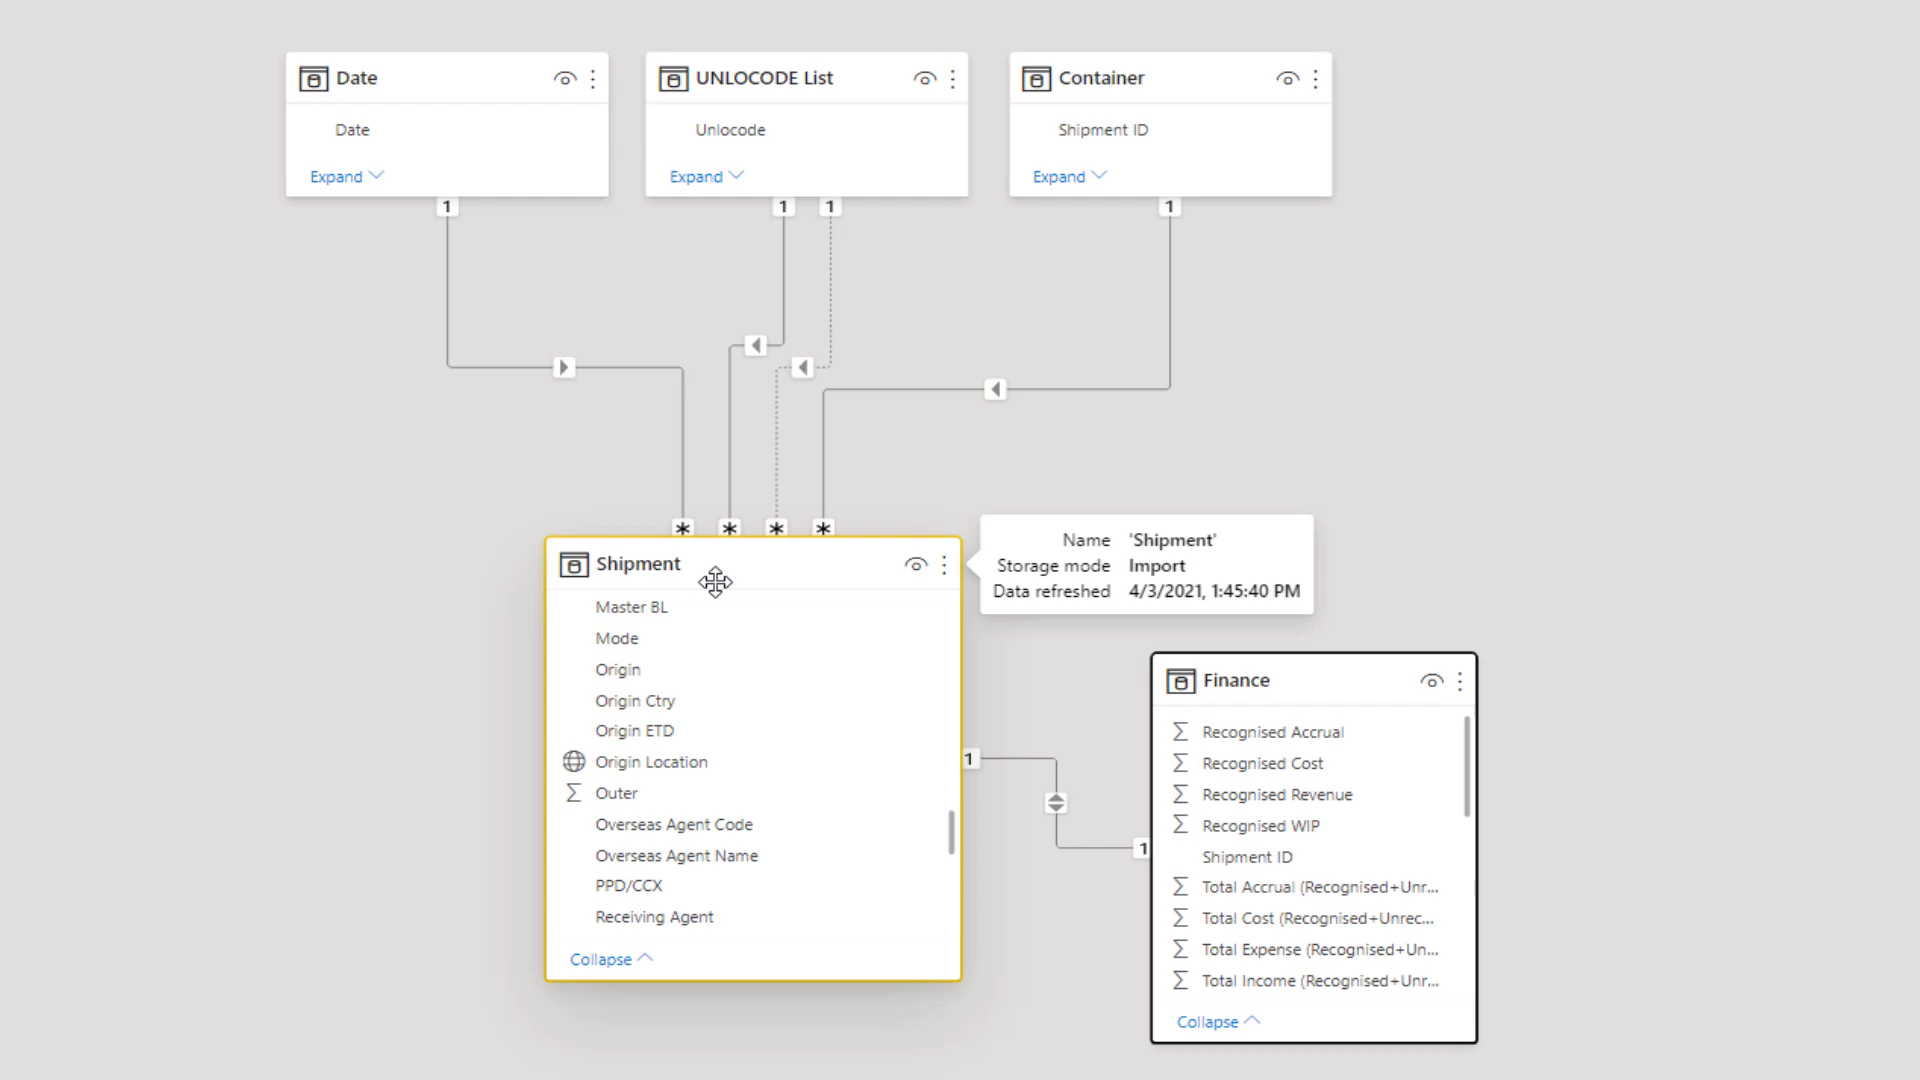 Date
Date
Expand
UNLOCODE List
Unlocode
Expand
Container
Shipment ID
Expand
1
1
1
1
*
*
*
*
Shipment
Master BL
Mode
Origin
Origin Ctry
Origin ETD
Origin Location
Outer
Overseas Agent Code
Overseas Agent Name
PPD/CCX
Receiving Agent
Collapse
Name 'Shipment'
Storage mode Import
Data refreshed 4/3/2021, 1:45:40 PM
1
1
Finance
Recognised Accrual
Recognised Cost
Recognised Revenue
Recognised WIP
Shipment ID
Total Accrual (Recognised+Unr...
Total Cost (Recognised+Unrec...
Total Expense (Recognised+Un...
Total Income (Recognised+Unr...
Collapse